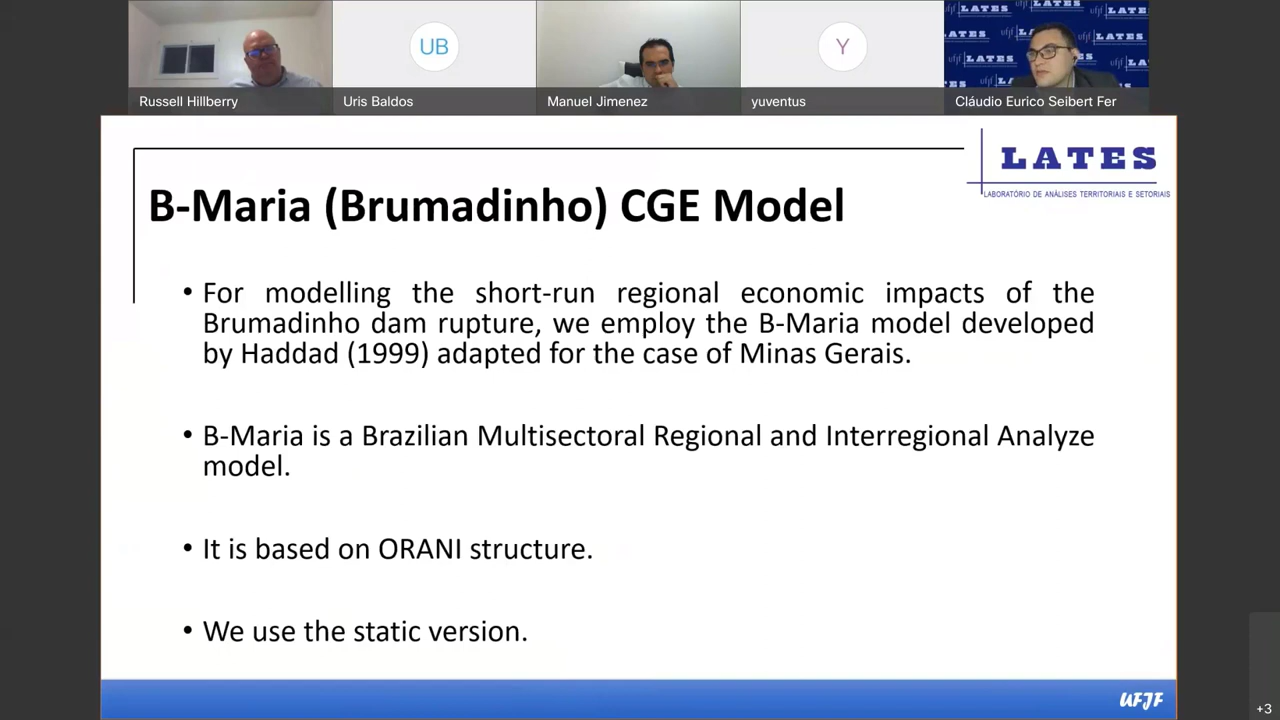 UB
Y
Russell Hillberry
Uris Baldos
Manuel Jimenez
yuventus
Cláudio Eurico Seibert Fer
LATES
LABORATÓRIO DE ANÁLISES TERRITORIAIS E SETORIAIS
B-Maria (Brumadinho) CGE Model
• For modelling the short-run regional economic impacts of the
Brumadinho dam rupture, we employ the B-Maria model developed
by Haddad (1999) adapted for the case of Minas Gerais.
• B-Maria is a Brazilian Multisectoral Regional and Interregional Analyze
model.
• It is based on ORANI structure.
• We use the static version.
UFJF
+3